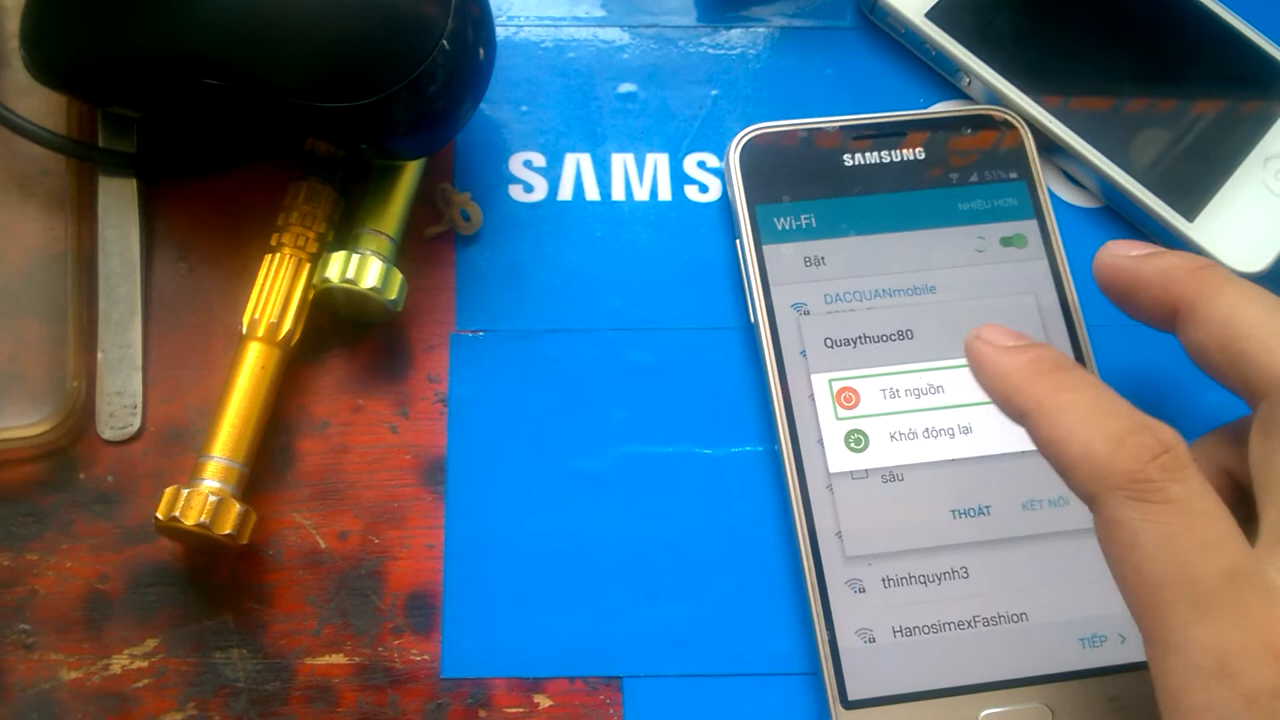 SAMS
SAMSUNG
51%
Wi-Fi
NHIỀU HƠN
Bật
DACQUANmobile
Quaythuoc80
Tắt nguồn
Khởi động lại
sâu
THOÁT
KẾT NỐI
thinhquynh3
HanosimexFashion
TIẾP